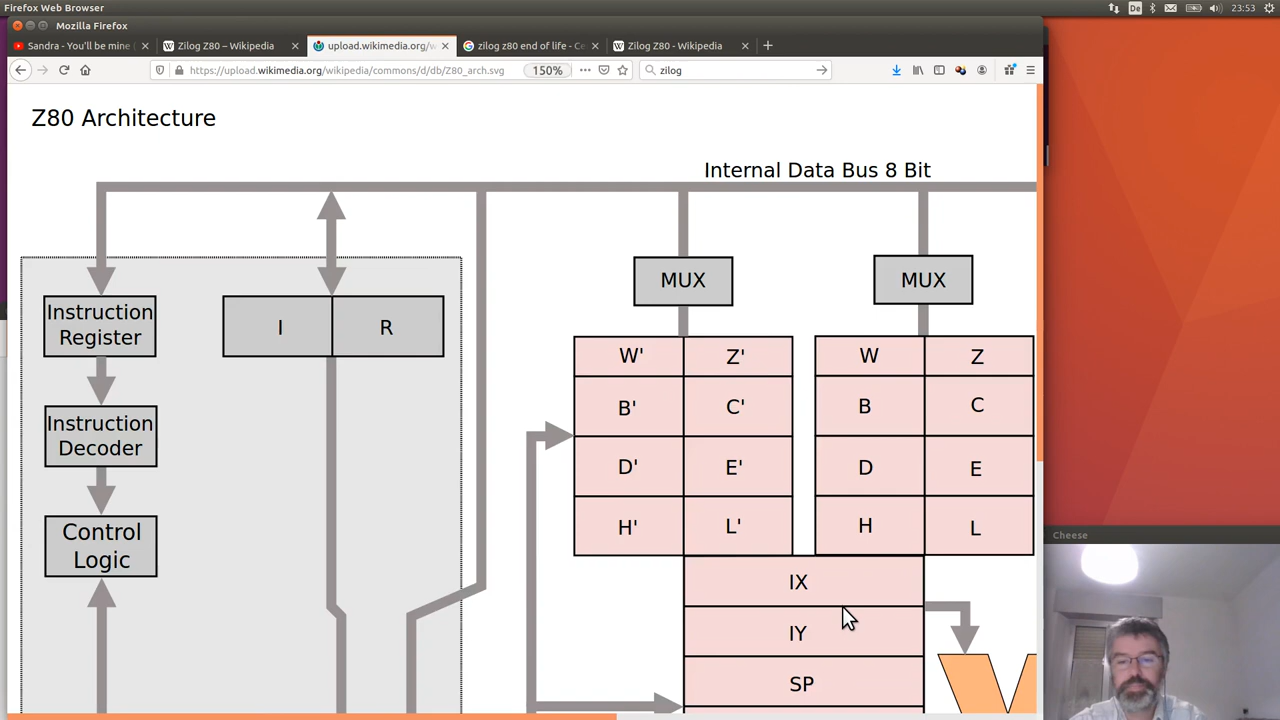 Firefox Web Browser
De
23:53
Mozilla Firefox
Sandra - You'll be mine (
Zilog Z80 – Wikipedia
upload.wikimedia.org/w
zilog z80 end of life - Ce
Zilog Z80 - Wikipedia
https://upload.wikimedia.org/wikipedia/commons/d/db/Z80_arch.svg
150%
zilog
Z80 Architecture
Internal Data Bus 8 Bit
MUX
MUX
Instruction
Register
I
R
W'
Z'
W
Z
B'
C'
B
C
Instruction
Decoder
D'
E'
D
E
H'
L'
H
L
Control
Logic
IX
IY
SP
Cheese